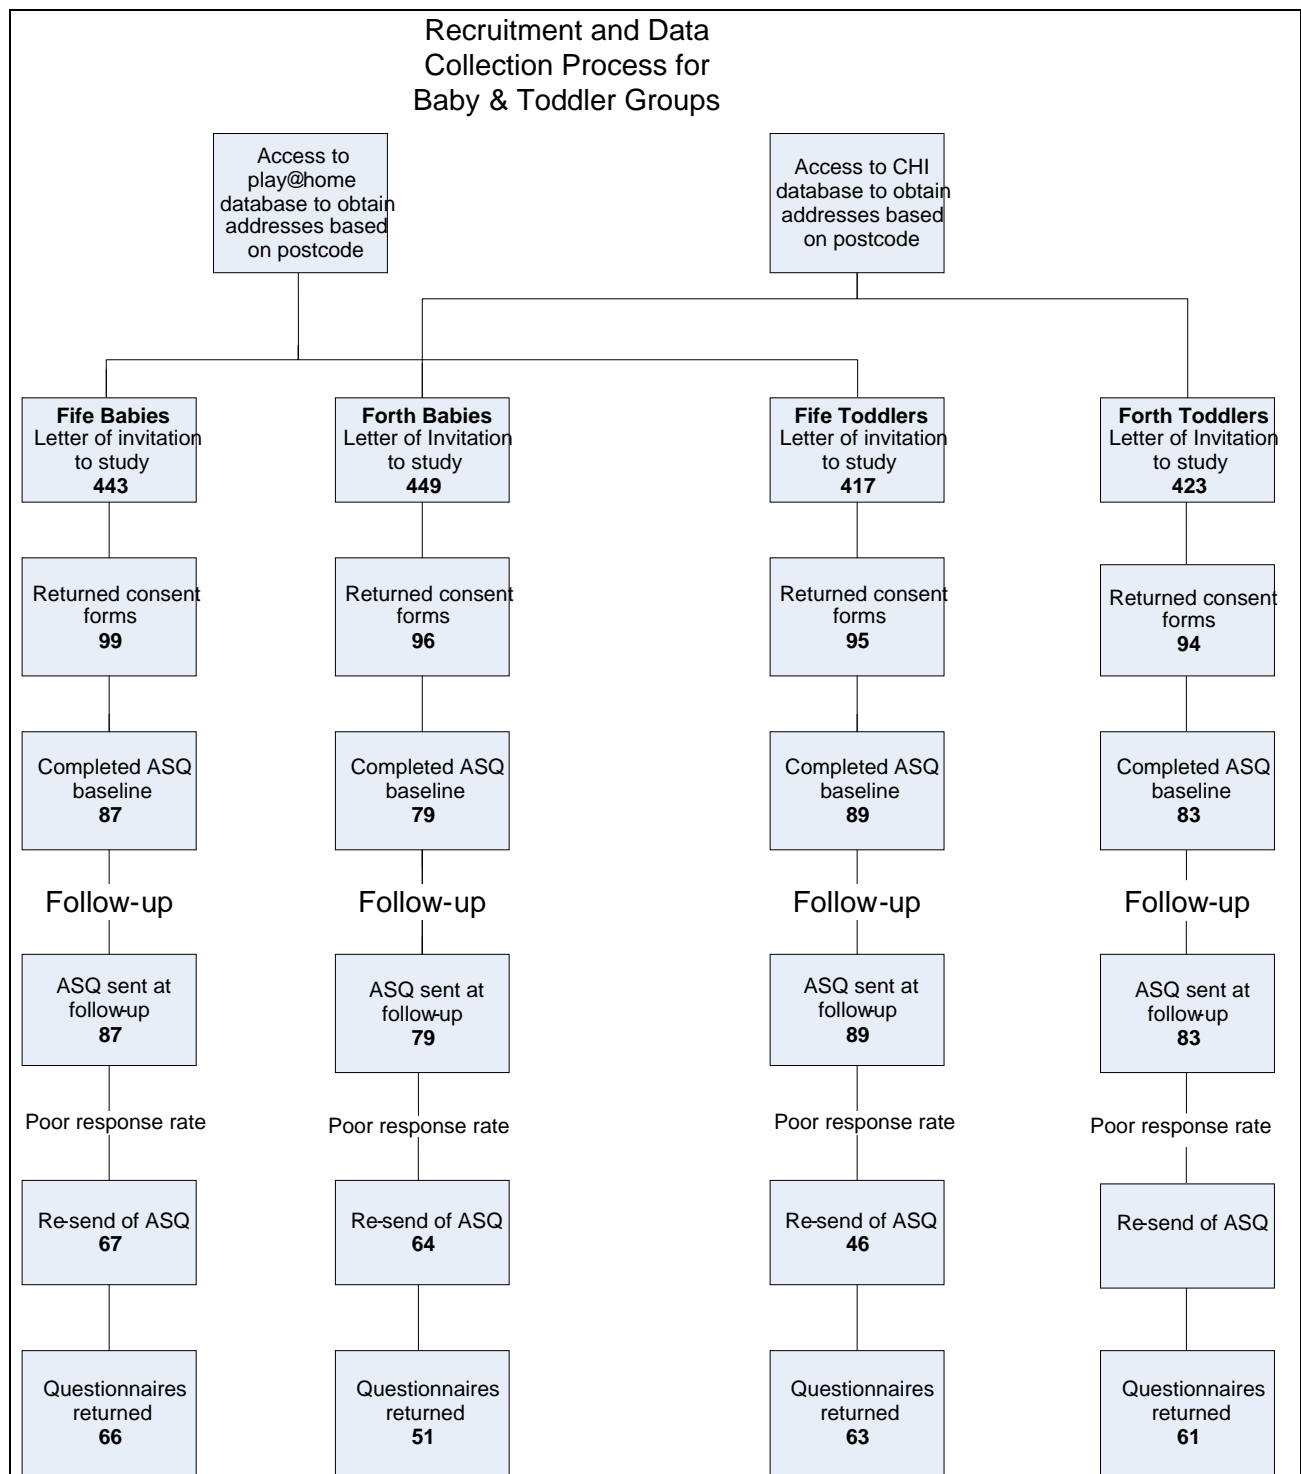 Recruitment and Data
Collection Process for
Baby & Toddler Groups
Access to
play@home
database to obtain
addresses based
on postcode
Access to CHI
database to obtain
addresses based
on postcode
Fife Babies
Letter of invitation
to study
443
Forth Babies
Letter of Invitation
to study
449
Fife Toddlers
Letter of invitation
to study
417
Forth Toddlers
Letter of Invitation
to study
423
Returned consent
forms
99
Returned consent
forms
96
Returned consent
forms
95
Returned consent
forms
94
Completed ASQ
baseline
87
Completed ASQ
baseline
79
Completed ASQ
baseline
89
Completed ASQ
baseline
83
Follow-up
Follow-up
Follow-up
Follow-up
ASQ sent at
follow-up
87
ASQ sent at
follow-up
79
ASQ sent at
follow-up
89
ASQ sent at
follow-up
83
Poor response rate
Poor response rate
Poor response rate
Poor response rate
Re-send of ASQ
67
Re-send of ASQ
64
Re-send of ASQ
46
Re-send of ASQ
Questionnaires
returned
66
Questionnaires
returned
51
Questionnaires
returned
63
Questionnaires
returned
61